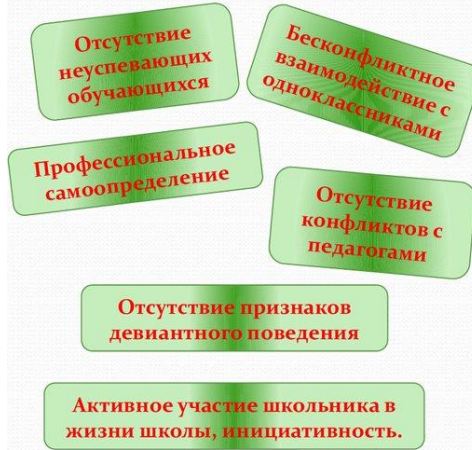 Отсутствие
неуспевающих
обучающихся
Бесконфликтное
взаимодействие с
одноклассниками
Профессиональное
самоопределение
Отсутствие
конфликтов с
педагогами
Отсутствие признаков
девиантного поведения
Активное участие школьника в
жизни школы, инициативность.